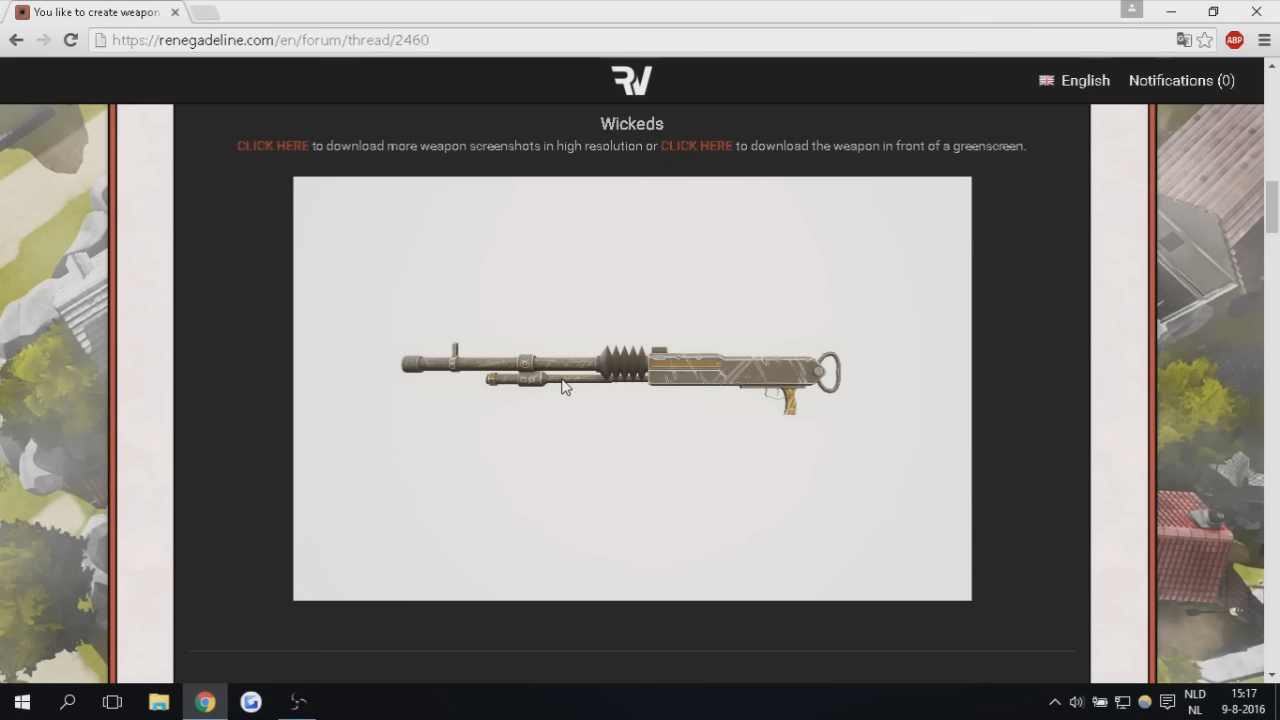 You like to create weapon
https://renegadeline.com/en/forum/thread/2460
ABP
RV
English
Notifications (0)
Wickeds
CLICK HERE to download more weapon screenshots in high resolution or CLICK HERE to download the weapon in front of a greenscreen.
NLD
NL
15:17
9-8-2016